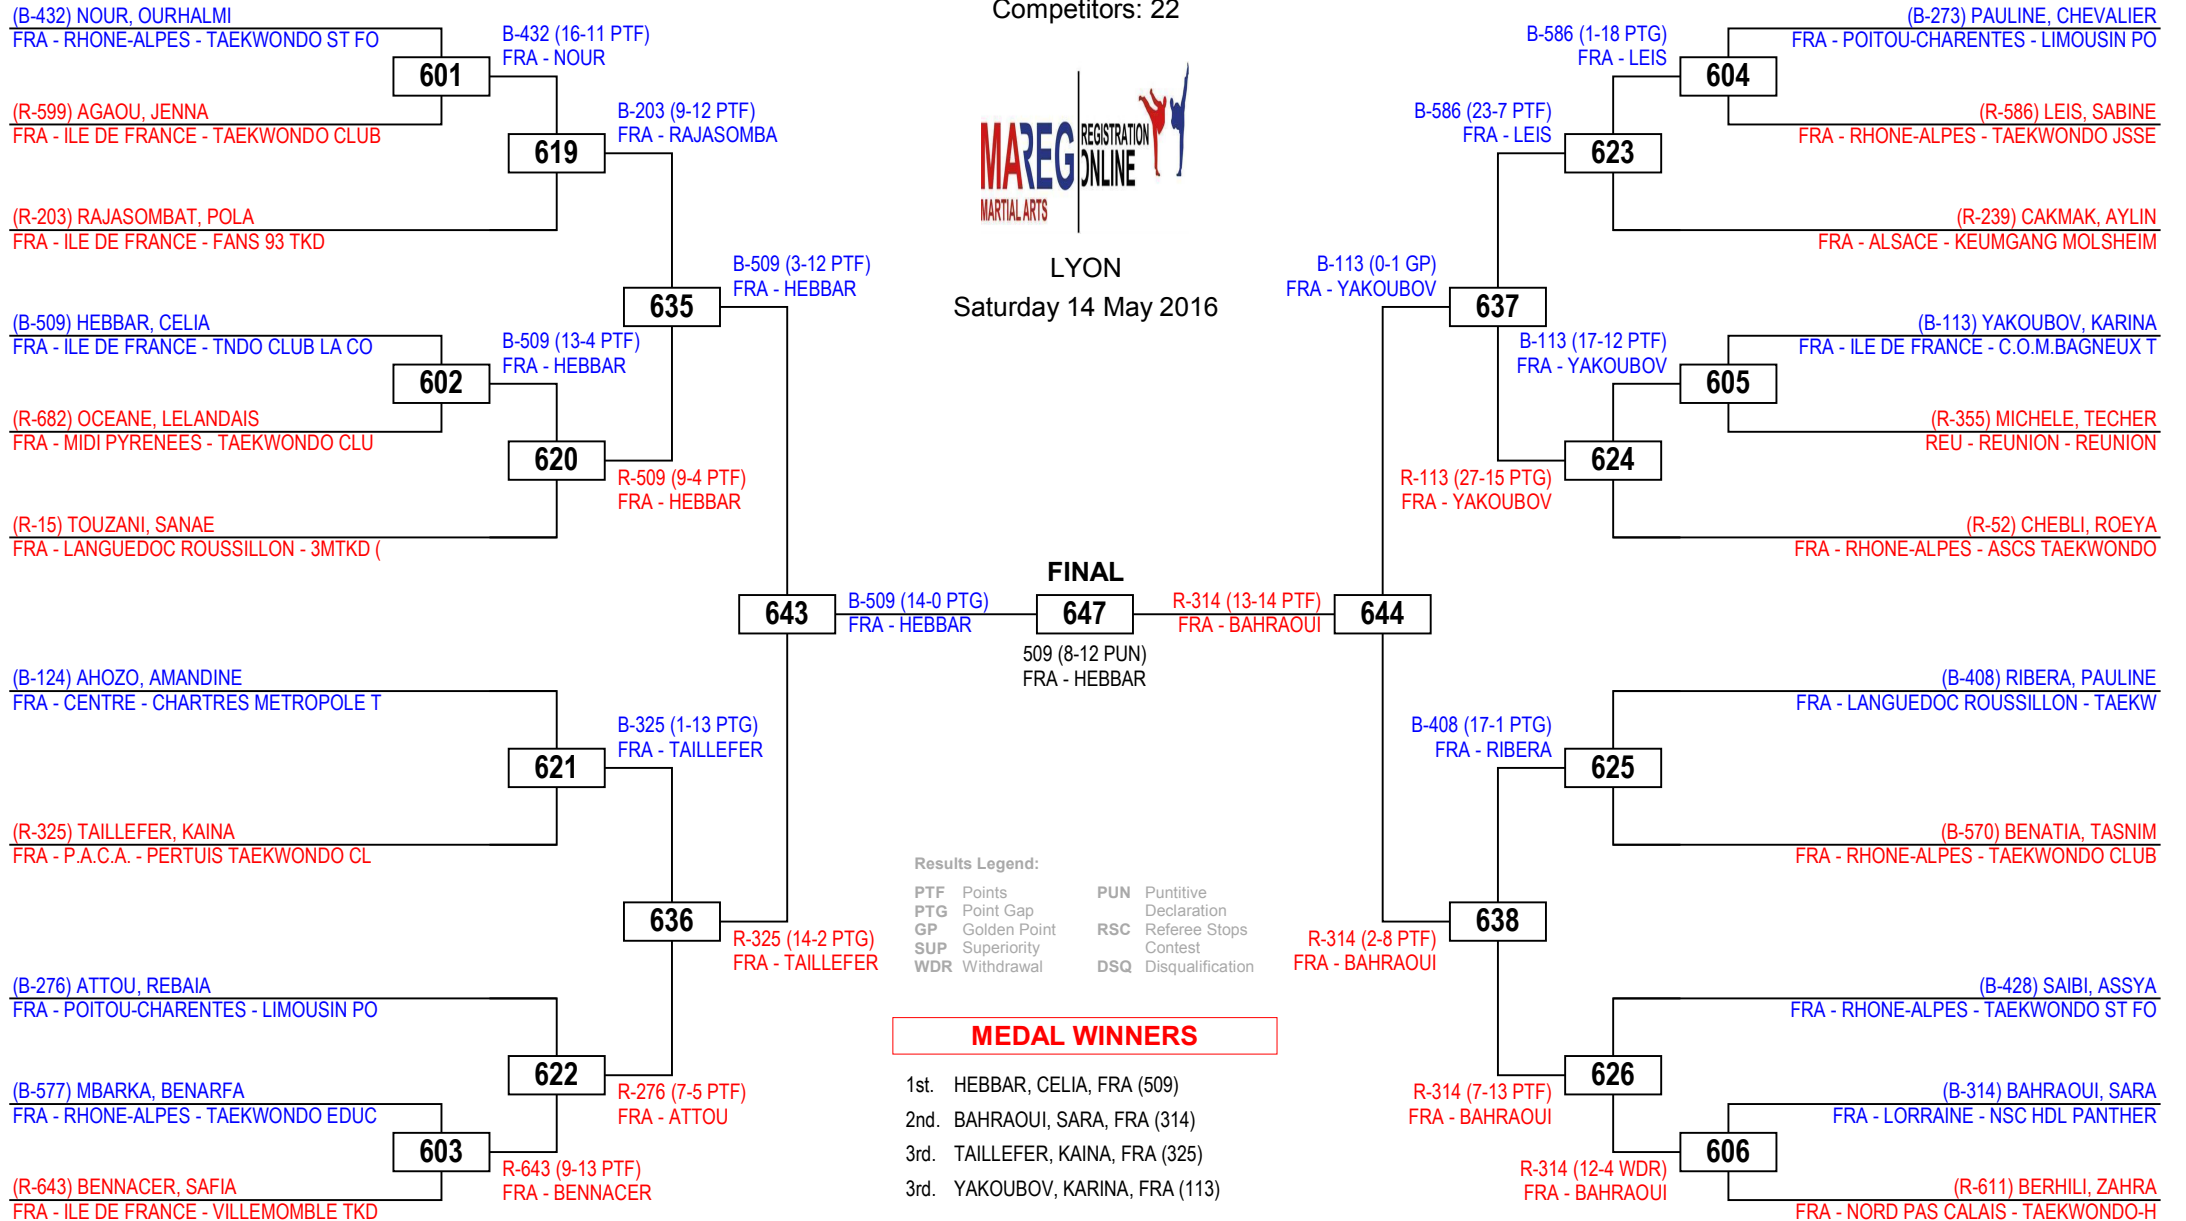 Competitors: 22
MAREG
MARTIAL ARTS
REGISTRATION
ONLINE
LYON
Saturday 14 May 2016
(B-432) NOUR, OURHALMI
FRA - RHONE-ALPES - TAEKWONDO ST FO
601
B-432 (16-11 PTF)
FRA - NOUR
(R-599) AGAOU, JENNA
FRA - ILE DE FRANCE - TAEKWONDO CLUB
B-203 (9-12 PTF)
FRA - RAJASOMBA
619
(R-203) RAJASOMBAT, POLA
FRA - ILE DE FRANCE - FANS 93 TKD
B-509 (3-12 PTF)
FRA - HEBBAR
635
(B-509) HEBBAR, CELIA
FRA - ILE DE FRANCE - TNDO CLUB LA CO
B-509 (13-4 PTF)
FRA - HEBBAR
602
(R-682) OCEANE, LELANDAIS
FRA - MIDI PYRENEES - TAEKWONDO CLU
620
R-509 (9-4 PTF)
FRA - HEBBAR
(R-15) TOUZANI, SANAE
FRA - LANGUEDOC ROUSSILLON - 3MTKD (
643
B-509 (14-0 PTG)
FRA - HEBBAR
(B-124) AHOZO, AMANDINE
FRA - CENTRE - CHARTRES METROPOLE T
B-325 (1-13 PTG)
FRA - TAILLEFER
621
(R-325) TAILLEFER, KAINA
FRA - P.A.C.A. - PERTUIS TAEKWONDO CL
636
R-325 (14-2 PTG)
FRA - TAILLEFER
(B-276) ATTOU, REBAIA
FRA - POITOU-CHARENTES - LIMOUSIN PO
622
R-276 (7-5 PTF)
FRA - ATTOU
(B-577) MBARKA, BENARFA
FRA - RHONE-ALPES - TAEKWONDO EDUC
603
R-643 (9-13 PTF)
FRA - BENNACER
(R-643) BENNACER, SAFIA
FRA - ILE DE FRANCE - VILLEMOMBLE TKD
FINAL
647
509 (8-12 PUN)
FRA - HEBBAR
(B-273) PAULINE, CHEVALIER
FRA - POITOU-CHARENTES - LIMOUSIN PO
B-586 (1-18 PTG)
FRA - LEIS
604
(R-586) LEIS, SABINE
FRA - RHONE-ALPES - TAEKWONDO JSSE
B-586 (23-7 PTF)
FRA - LEIS
623
(R-239) CAKMAK, AYLIN
FRA - ALSACE - KEUMGANG MOLSHEIM
B-113 (0-1 GP)
FRA - YAKOUBOV
637
(B-113) YAKOUBOV, KARINA
FRA - ILE DE FRANCE - C.O.M.BAGNEUX T
B-113 (17-12 PTF)
FRA - YAKOUBOV
605
(R-355) MICHELE, TECHER
REU - REUNION - REUNION
624
R-113 (27-15 PTG)
FRA - YAKOUBOV
(R-52) CHEBLI, ROEYA
FRA - RHONE-ALPES - ASCS TAEKWONDO
R-314 (13-14 PTF)
FRA - BAHRAOUI
644
(B-408) RIBERA, PAULINE
FRA - LANGUEDOC ROUSSILLON - TAEKW
B-408 (17-1 PTG)
FRA - RIBERA
625
(B-570) BENATIA, TASNIM
FRA - RHONE-ALPES - TAEKWONDO CLUB
638
R-314 (2-8 PTF)
FRA - BAHRAOUI
(B-428) SAIBI, ASSYA
FRA - RHONE-ALPES - TAEKWONDO ST FO
626
R-314 (7-13 PTF)
FRA - BAHRAOUI
(B-314) BAHRAOUI, SARA
FRA - LORRAINE - NSC HDL PANTHER
606
R-314 (12-4 WDR)
FRA - BAHRAOUI
(R-611) BERHILI, ZAHRA
FRA - NORD PAS CALAIS - TAEKWONDO-H
Results Legend:
PTF Points
PTG Point Gap
GP Golden Point
SUP Superiority
WDR Withdrawal
PUN Puntitive
Declaration
RSC Referee Stops
Contest
DSQ Disqualification
MEDAL WINNERS
1st. HEBBAR, CELIA, FRA (509)
2nd. BAHRAOUI, SARA, FRA (314)
3rd. TAILLEFER, KAINA, FRA (325)
3rd. YAKOUBOV, KARINA, FRA (113)